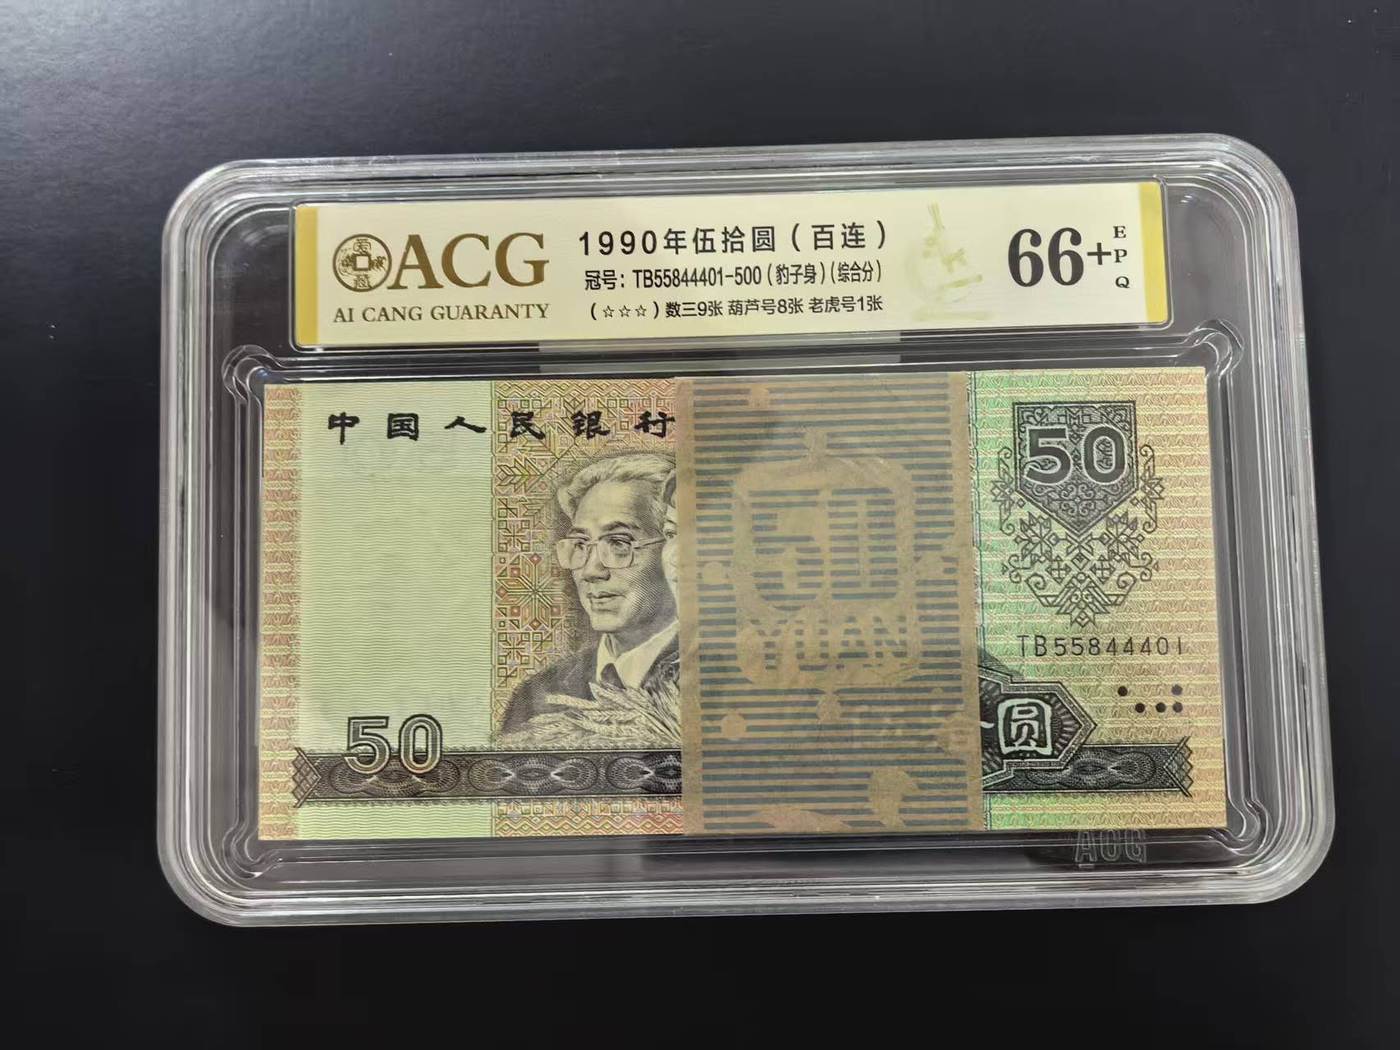 ACG
AI CANG GUARANTY
1990年伍拾圆（百连）
冠号：TB55844401-500（豹子身）（综合分）
（☆☆☆）数三9张 葫芦号8张 老虎号1张
66+
EPQ
中国人民银行
50
50
YUAN
50
TB55844401
圆
ACG